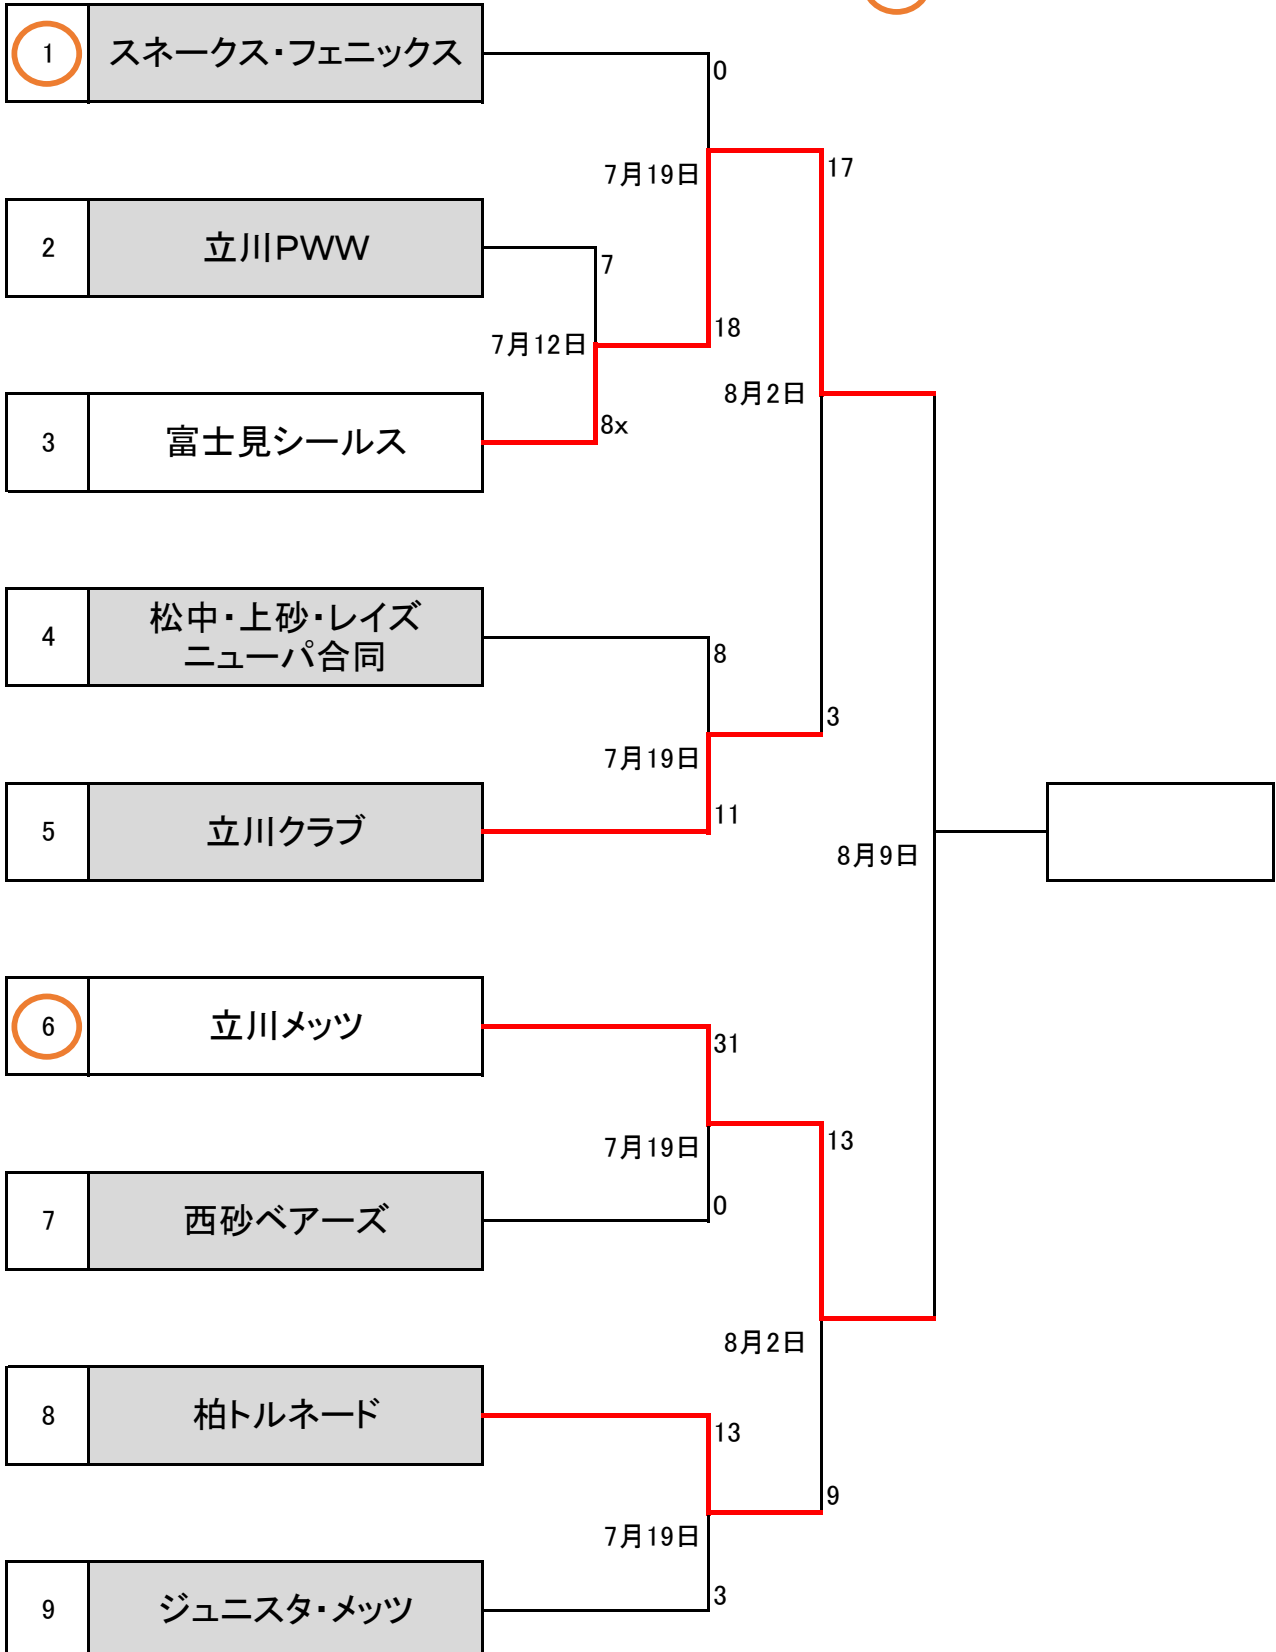 1
スネークス・フェニックス
0
7月19日
17
2
立川PWW
7
7月12日
18
8月2日
3
富士見シールス
8x
4
松中・上砂・レイズ
ニューパ合同
8
3
7月19日
5
立川クラブ
11
8月9日
6
立川メッツ
31
7月19日
13
7
西砂ベアーズ
0
8月2日
8
柏トルネード
13
9
7月19日
9
ジュニスタ・メッツ
3